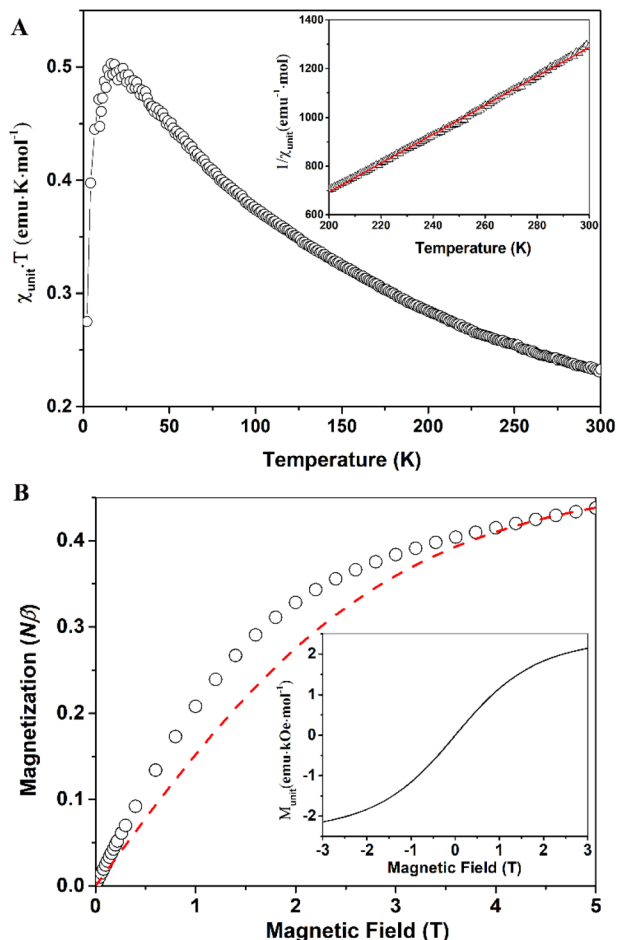 A
0.5
0.4
0.3
0.2
χunit·T (emu·K·mol⁻¹)
0 50 100 150 200 250 300
Temperature (K)
1400
1200
1000
800
600
1/χunit(emu⁻¹·mol)
200 220 240 260 280 300
Temperature (K)
B
0.4
0.3
0.2
0.1
0.0
Magnetization (Nβ)
0 1 2 3 4 5
Magnetic Field (T)
2
1
0
-1
-2
Munit(emu·kOe·mol⁻¹)
-3 -2 -1 0 1 2 3
Magnetic Field (T)